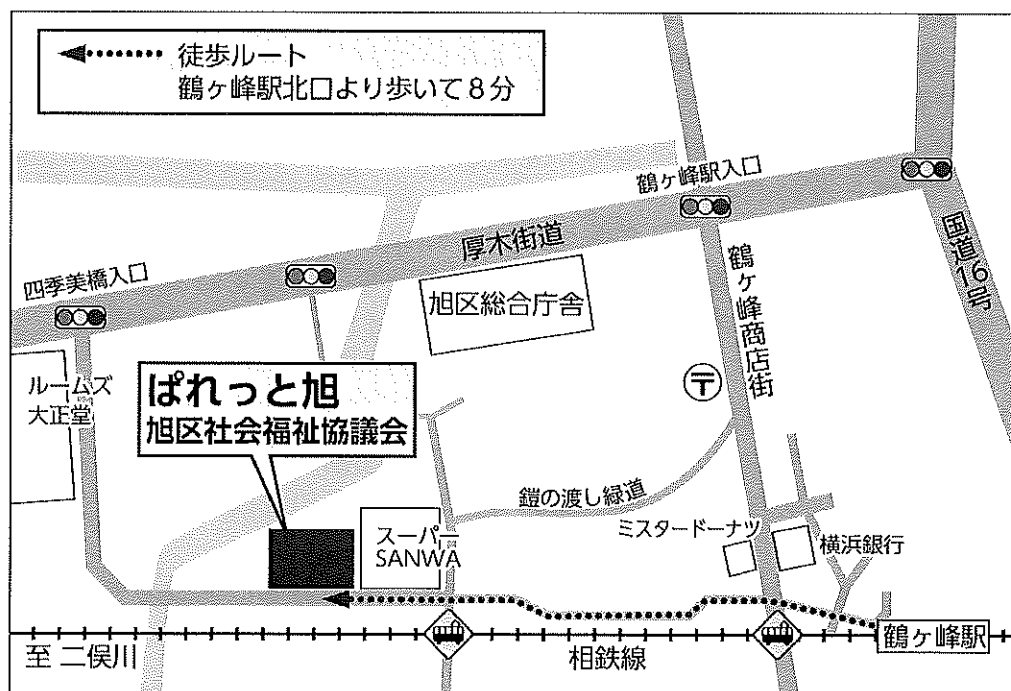 徒歩ルート
鶴ヶ峰駅北口より歩いて8分
鶴ヶ峰駅入口
厚木街道
国道16号
四季美橋入口
旭区総合庁舎
鶴ヶ峰商店街
ルームズ
大正堂
ぱれっと旭
旭区社会福祉協議会
〒
鎧の渡し緑道
スーパー
SANWA
ミスタードーナツ
横浜銀行
至 二俣川
相鉄線
鶴ヶ峰駅